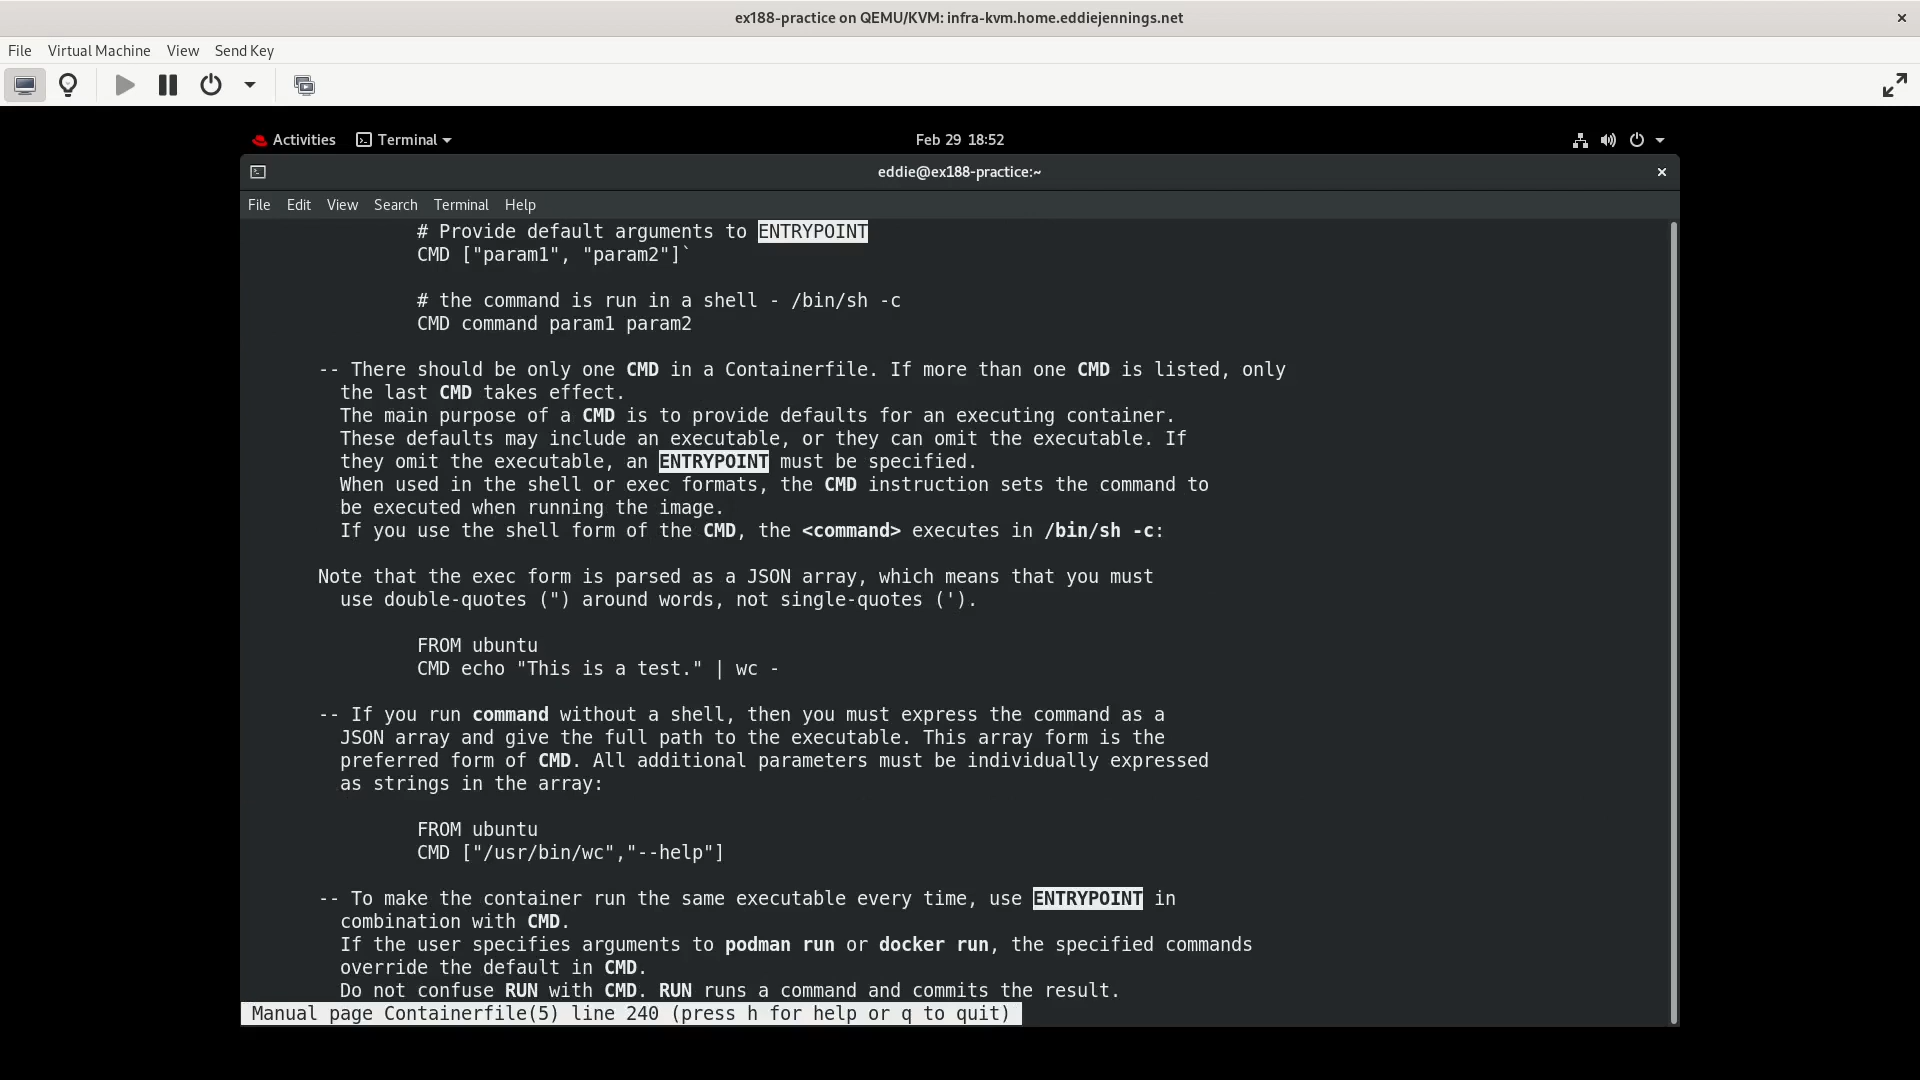 ex188-practice on QEMU/KVM: infra-kvm.home.eddiejennings.net
File Virtual Machine View Send Key
Activities Terminal Feb 29 18:52
eddie@ex188-practice:~
File Edit View Search Terminal Help
# Provide default arguments to ENTRYPOINT
CMD ["param1", "param2"]`
# the command is run in a shell - /bin/sh -c
CMD command param1 param2
-- There should be only one CMD in a Containerfile. If more than one CMD is listed, only
the last CMD takes effect.
The main purpose of a CMD is to provide defaults for an executing container.
These defaults may include an executable, or they can omit the executable. If
they omit the executable, an ENTRYPOINT must be specified.
When used in the shell or exec formats, the CMD instruction sets the command to
be executed when running the image.
If you use the shell form of the CMD, the <command> executes in /bin/sh -c:
Note that the exec form is parsed as a JSON array, which means that you must
use double-quotes (") around words, not single-quotes (').
FROM ubuntu
CMD echo "This is a test." | wc -
-- If you run command without a shell, then you must express the command as a
JSON array and give the full path to the executable. This array form is the
preferred form of CMD. All additional parameters must be individually expressed
as strings in the array:
FROM ubuntu
CMD ["/usr/bin/wc","--help"]
-- To make the container run the same executable every time, use ENTRYPOINT in
combination with CMD.
If the user specifies arguments to podman run or docker run, the specified commands
override the default in CMD.
Do not confuse RUN with CMD. RUN runs a command and commits the result.
Manual page Containerfile(5) line 240 (press h for help or q to quit)